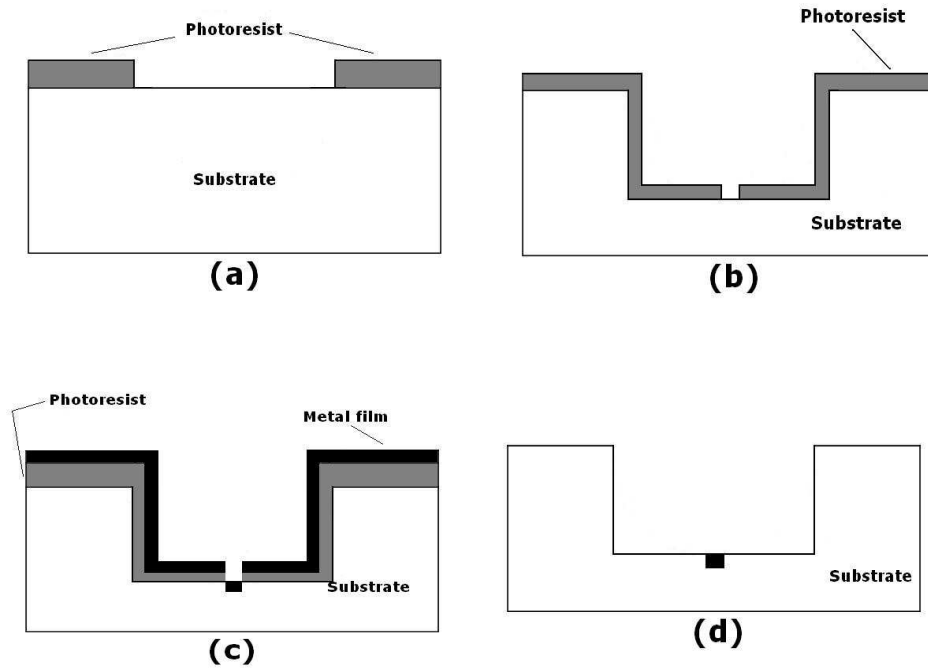 Photoresist
Substrate
(a)
Photoresist
Substrate
(b)
Photoresist
Metal film
Substrate
(c)
Substrate
(d)